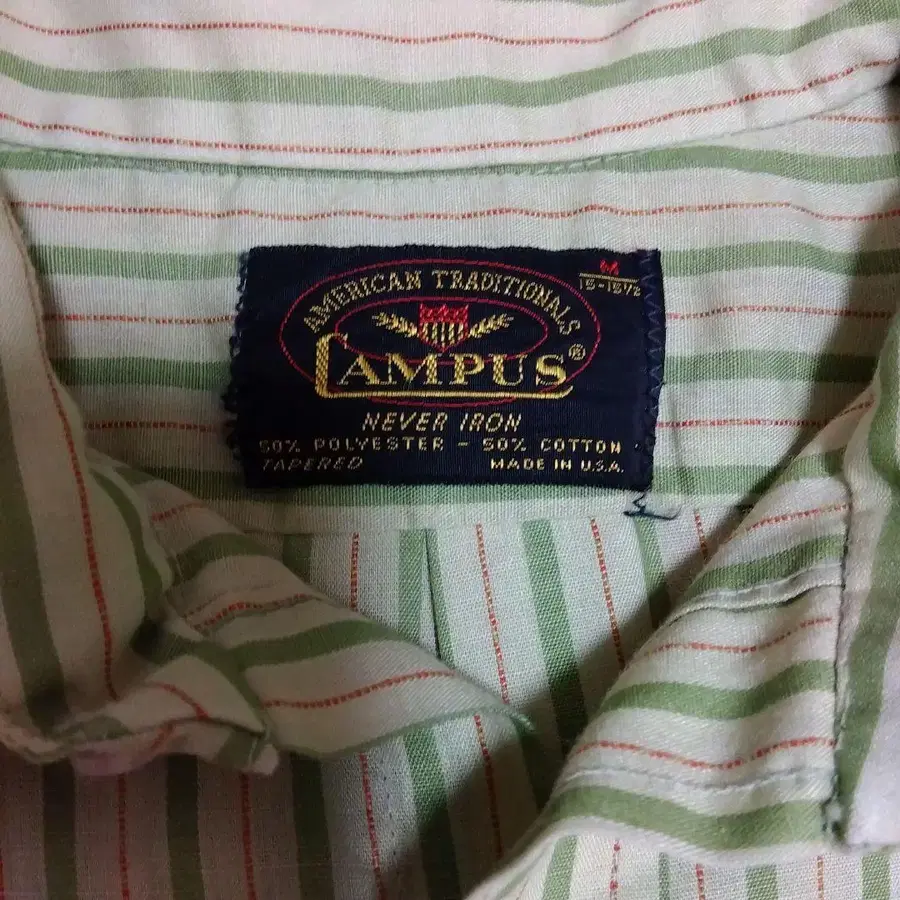 AMERICAN TRADITIONALS
M
15-15½
CAMPUS®
NEVER IRON
50% POLYESTER - 50% COTTON
TAPERED
MADE IN U.S.A.